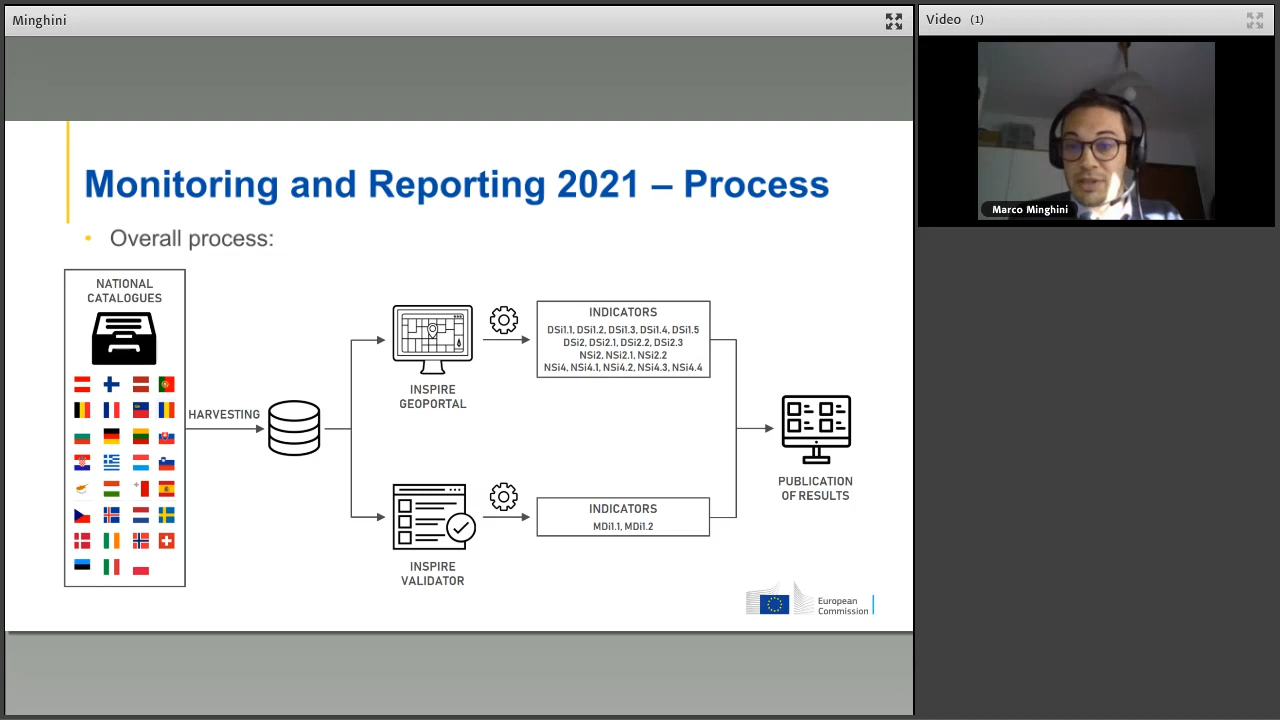 Minghini
Video (1)
Marco Minghini
Monitoring and Reporting 2021 – Process
• Overall process:
NATIONAL
CATALOGUES
HARVESTING
INSPIRE
GEOPORTAL
INDICATORS
DSi1.1, DSi1.2, DSi1.3, DSi1.4, DSi1.5
DSi2, DSi2.1, DSi2.2, DSi2.3
NSi2, NSi2.1, NSi2.2
NSi4, NSi4.1, NSi4.2, NSi4.3, NSi4.4
INSPIRE
VALIDATOR
INDICATORS
MDi1.1, MDi1.2
PUBLICATION
OF RESULTS
European
Commission